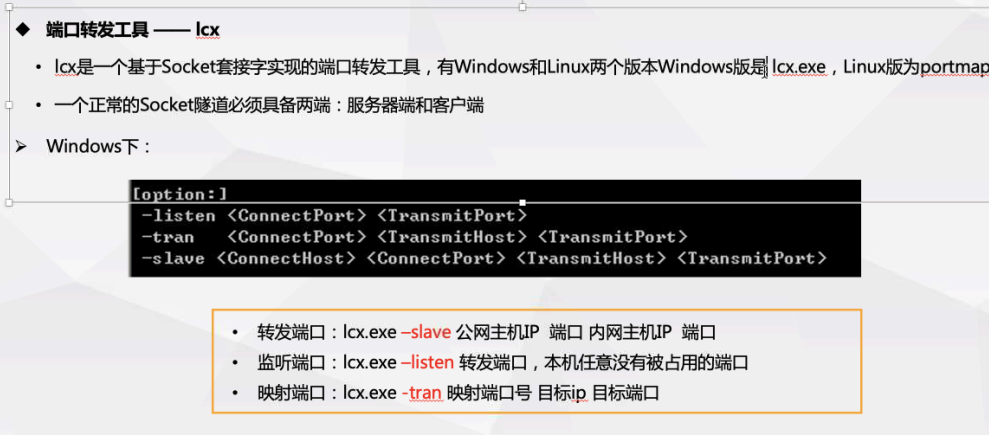 ◆ 端口转发工具 —— lcx
• lcx是一个基于Socket套接字实现的端口转发工具，有Windows和Linux两个版本Windows版是 lcx.exe，Linux版为portmap
• 一个正常的Socket隧道必须具备两端：服务器端和客户端
➢ Windows下：
[option:]
-listen <ConnectPort> <TransmitPort>
-tran <ConnectPort> <TransmitHost> <TransmitPort>
-slave <ConnectHost> <ConnectPort> <TransmitHost> <TransmitPort>
• 转发端口：lcx.exe –slave 公网主机IP 端口 内网主机IP 端口
• 监听端口：lcx.exe –listen 转发端口，本机任意没有被占用的端口
• 映射端口：lcx.exe -tran 映射端口号 目标ip 目标端口